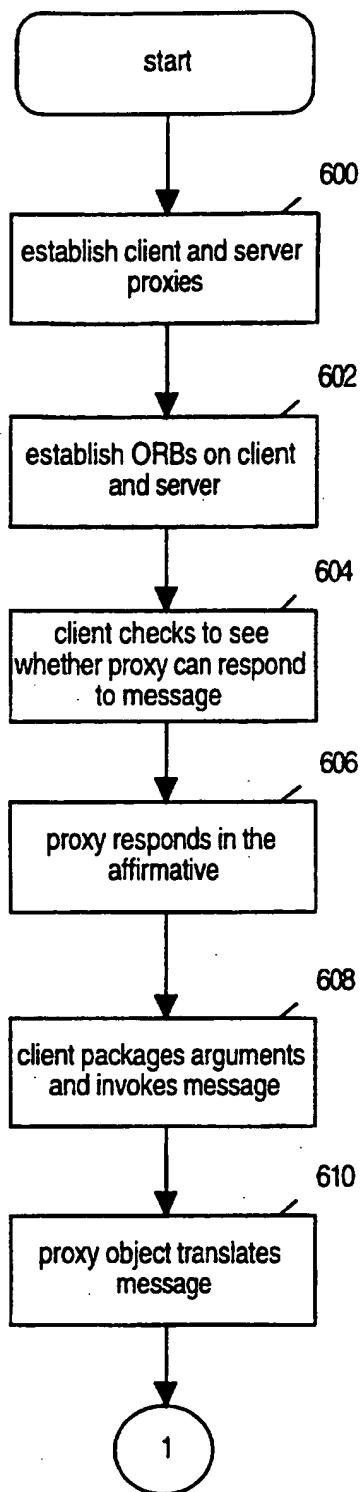 start
600
establish client and server
proxies
602
establish ORBs on client
and server
604
client checks to see
whether proxy can respond
to message
606
proxy responds in the
affirmative
608
client packages arguments
and invokes message
610
proxy object translates
message
1